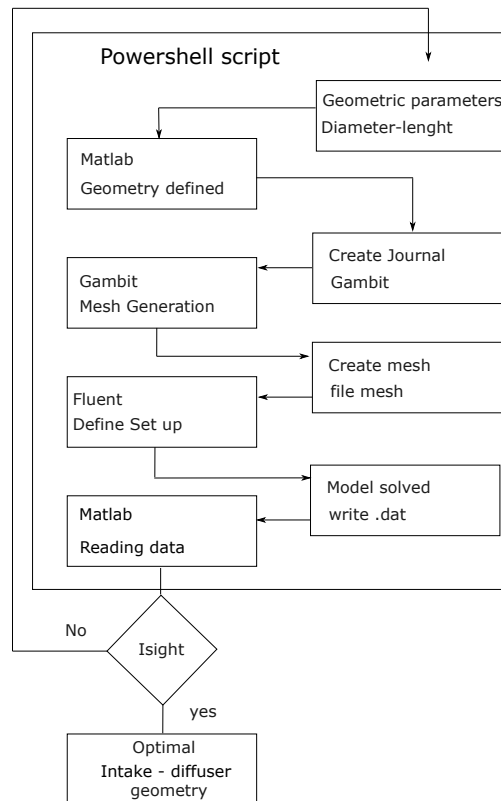 Powershell script
Geometric parameters
Diameter-lenght
Matlab
Geometry defined
Create Journal
Gambit
Gambit
Mesh Generation
Create mesh
file mesh
Fluent
Define Set up
Model solved
write .dat
Matlab
Reading data
No
Isight
yes
Optimal
Intake - diffuser
geometry